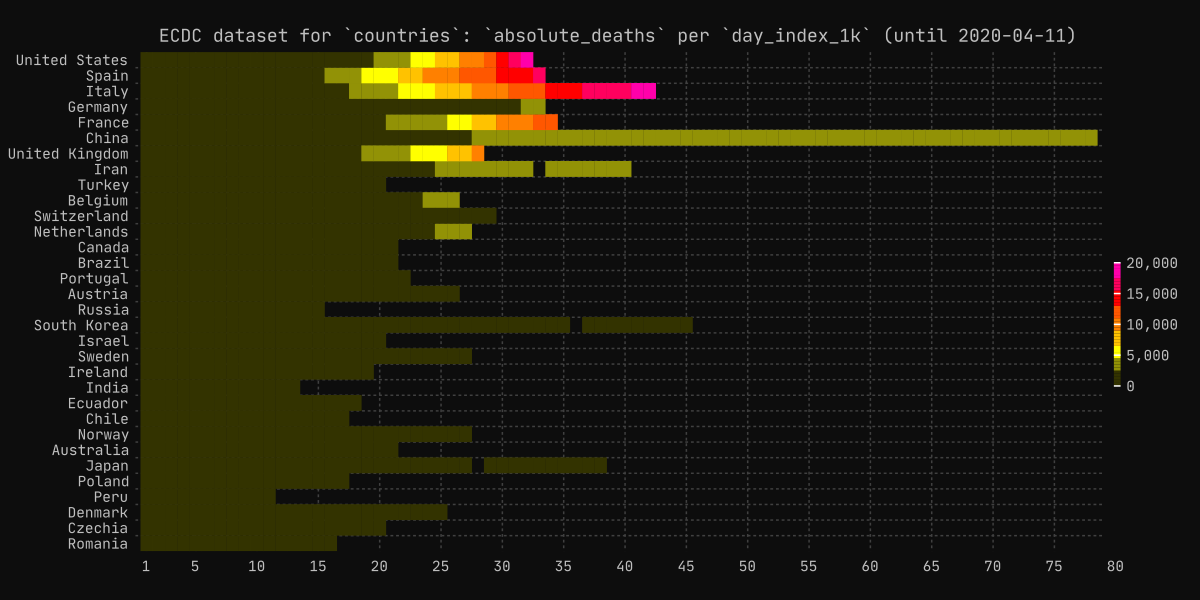 ECDC dataset for `countries`: `absolute_deaths` per `day_index_1k` (until 2020-04-11)
United States
Spain
Italy
Germany
France
China
United Kingdom
Iran
Turkey
Belgium
Switzerland
Netherlands
Canada
Brazil
Portugal
Austria
Russia
South Korea
Israel
Sweden
Ireland
India
Ecuador
Chile
Norway
Australia
Japan
Poland
Peru
Denmark
Czechia
Romania
1 5 10 15 20 25 30 35 40 45 50 55 60 65 70 75 80
20,000
15,000
10,000
5,000
0